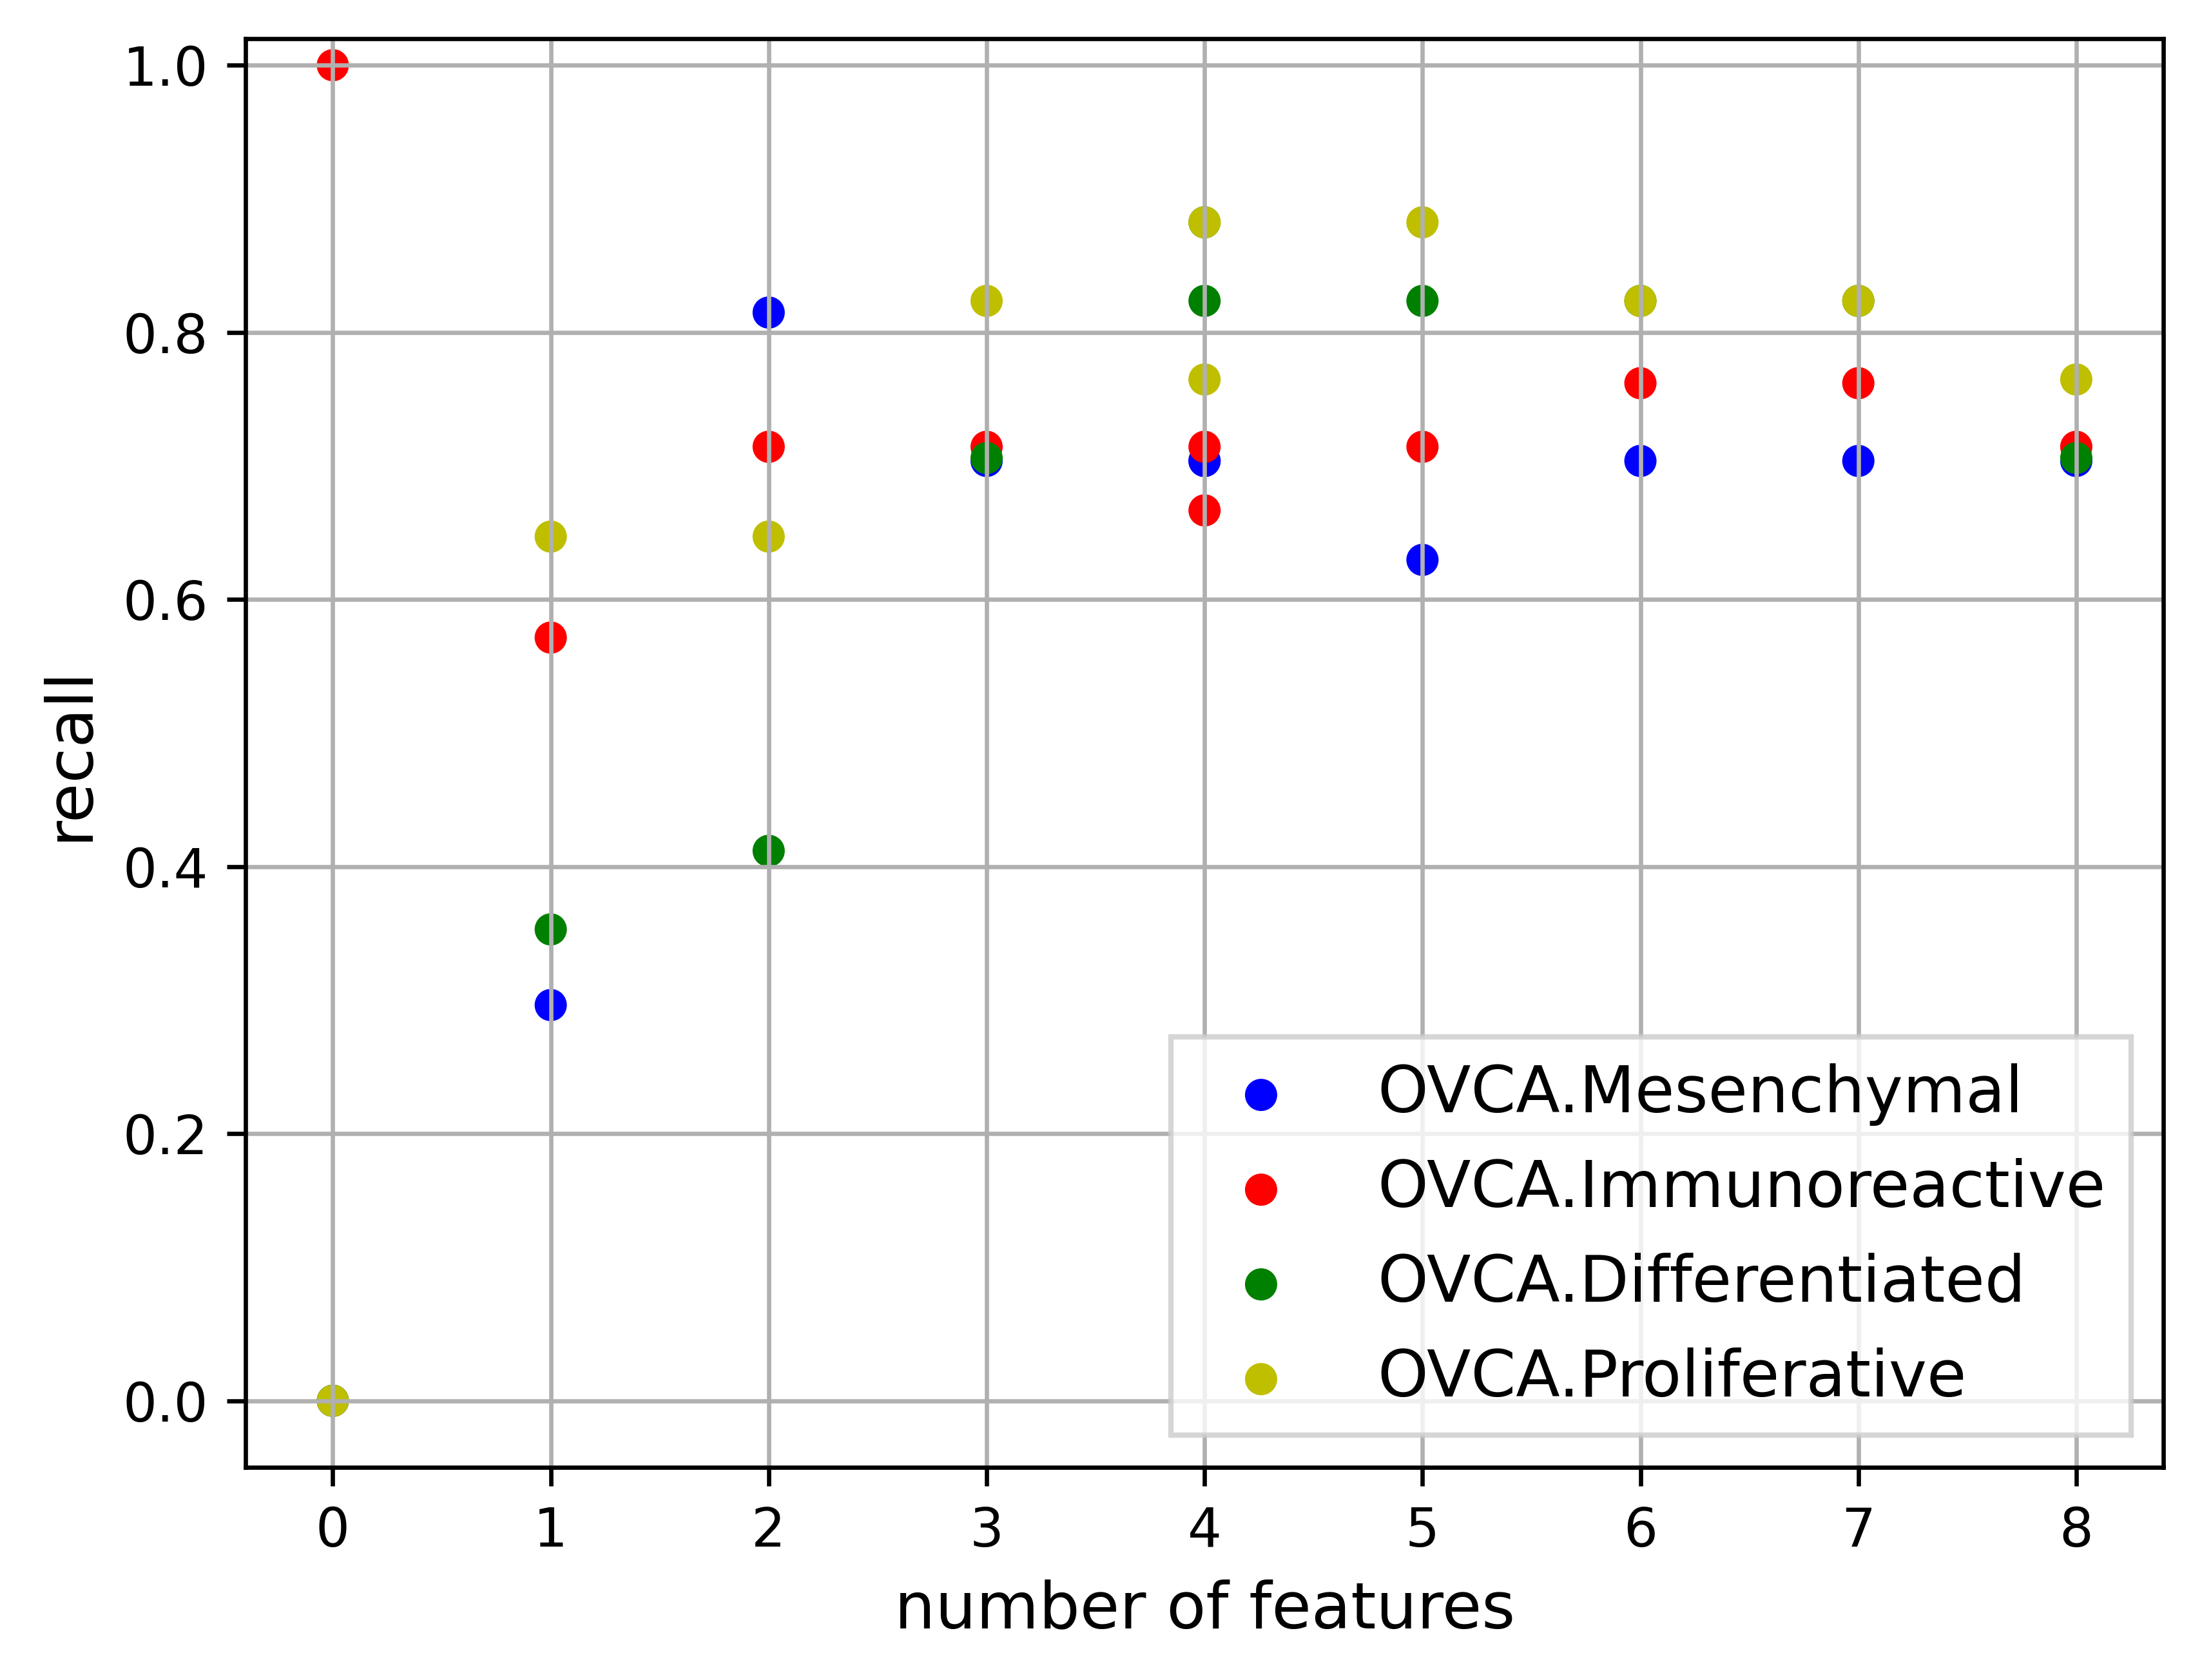 1.0
0.8
0.6
0.4
0.2
0.0
recall
0 1 2 3 4 5 6 7 8
number of features
OVCA.Mesenchymal
OVCA.Immunoreactive
OVCA.Differentiated
OVCA.Proliferative